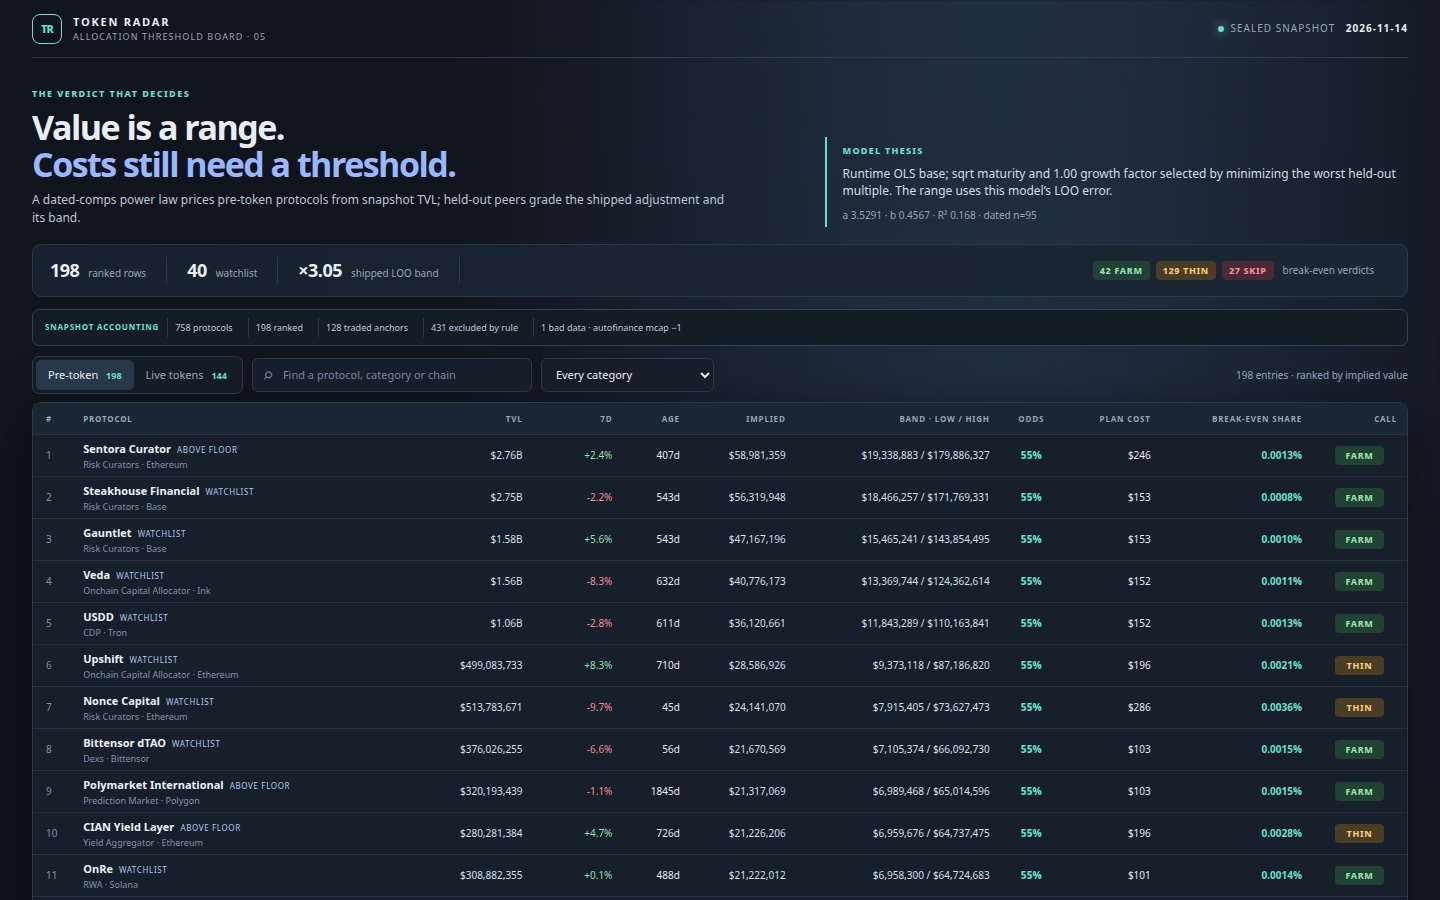 TR
TOKEN RADAR
ALLOCATION THRESHOLD BOARD · 05
SEALED SNAPSHOT 2026-11-14
THE VERDICT THAT DECIDES
Value is a range.
Costs still need a threshold.
A dated-comps power law prices pre-token protocols from snapshot TVL; held-out peers grade the shipped adjustment and
its band.
MODEL THESIS
Runtime OLS base; sqrt maturity and 1.00 growth factor selected by minimizing the worst held-out
multiple. The range uses this model's LOO error.
a 3.5291 · b 0.4567 · R² 0.168 · dated n=95
198 ranked rows 40 watchlist ×3.05 shipped LOO band 42 FARM 129 THIN 27 SKIP break-even verdicts
SNAPSHOT ACCOUNTING 758 protocols 198 ranked 128 traded anchors 431 excluded by rule 1 bad data · autofinance mcap −1
Pre-token 198 Live tokens 144 Find a protocol, category or chain Every category 198 entries · ranked by implied value
# PROTOCOL TVL 7D AGE IMPLIED BAND · LOW / HIGH ODDS PLAN COST BREAK-EVEN SHARE CALL
1 Sentora Curator ABOVE FLOOR $2.76B +2.4% 407d $58,981,359 $19,338,883 / $179,886,327 55% $246 0.0013% FARM
Risk Curators · Ethereum
2 Steakhouse Financial WATCHLIST $2.75B -2.2% 543d $56,319,948 $18,466,257 / $171,769,331 55% $153 0.0008% FARM
Risk Curators · Base
3 Gauntlet WATCHLIST $1.58B +5.6% 543d $47,167,196 $15,465,241 / $143,854,495 55% $153 0.0010% FARM
Risk Curators · Base
4 Veda WATCHLIST $1.56B -8.3% 632d $40,776,173 $13,369,744 / $124,362,614 55% $152 0.0011% FARM
Onchain Capital Allocator · Ink
5 USDD WATCHLIST $1.06B -2.8% 611d $36,120,661 $11,843,289 / $110,163,841 55% $152 0.0013% FARM
CDP · Tron
6 Upshift WATCHLIST $499,083,733 +8.3% 710d $28,586,926 $9,373,118 / $87,186,820 55% $196 0.0021% THIN
Onchain Capital Allocator · Ethereum
7 Nonce Capital WATCHLIST $513,783,671 -9.7% 45d $24,141,070 $7,915,405 / $73,627,473 55% $286 0.0036% THIN
Risk Curators · Ethereum
8 Bittensor dTAO WATCHLIST $376,026,255 -6.6% 56d $21,670,569 $7,105,374 / $66,092,730 55% $103 0.0015% FARM
Dexs · Bittensor
9 Polymarket International ABOVE FLOOR $320,193,439 -1.1% 1845d $21,317,069 $6,989,468 / $65,014,596 55% $103 0.0015% FARM
Prediction Market · Polygon
10 CIAN Yield Layer ABOVE FLOOR $280,281,384 +4.7% 726d $21,226,206 $6,959,676 / $64,737,475 55% $196 0.0028% THIN
Yield Aggregator · Ethereum
11 OnRe WATCHLIST $308,882,355 +0.1% 488d $21,222,012 $6,958,300 / $64,724,683 55% $101 0.0014% FARM
RWA · Solana